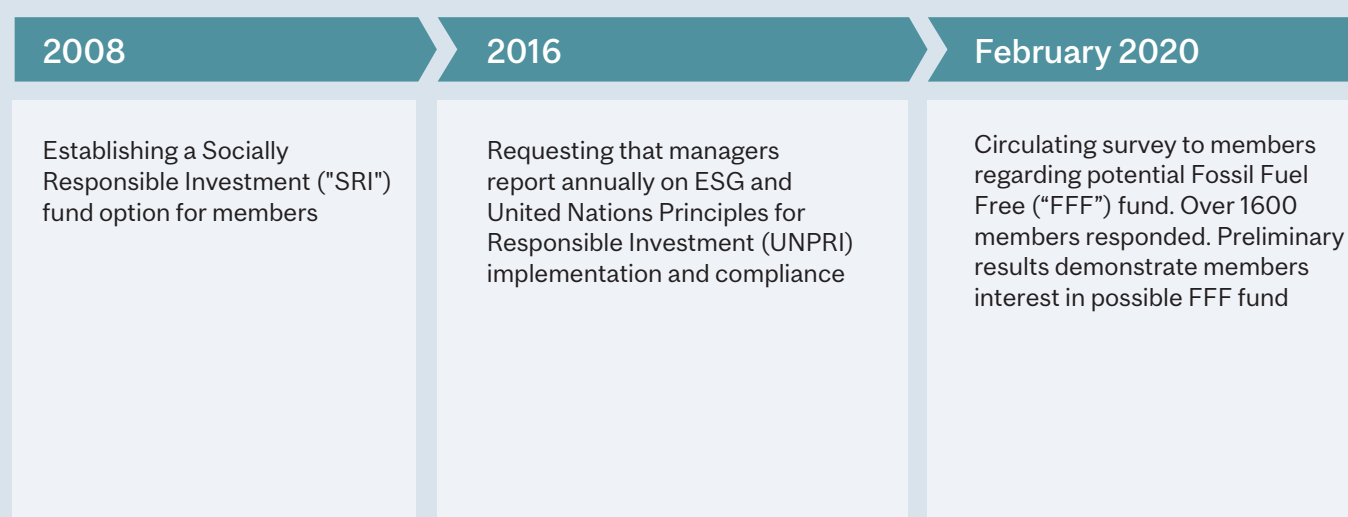 2008
Establishing a Socially
Responsible Investment ("SRI")
fund option for members
2016
Requesting that managers
report annually on ESG and
United Nations Principles for
Responsible Investment (UNPRI)
implementation and compliance
February 2020
Circulating survey to members
regarding potential Fossil Fuel
Free (“FFF”) fund. Over 1600
members responded. Preliminary
results demonstrate members
interest in possible FFF fund